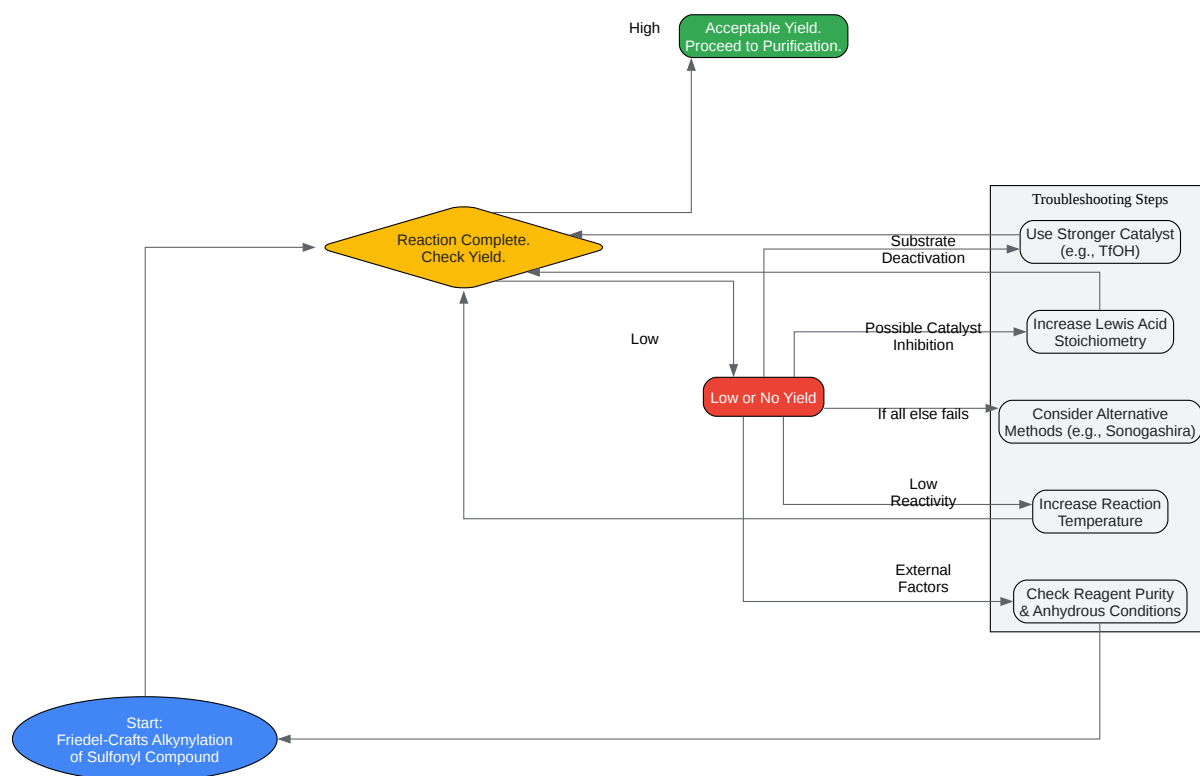 High
Acceptable Yield.
Proceed to Purification.
Troubleshooting Steps
Reaction Complete.
Check Yield.
Substrate
Deactivation
Use Stronger Catalyst
(e.g., TfOH)
Low
Possible Catalyst
Inhibition
Increase Lewis Acid
Stoichiometry
Low or No Yield
If all else fails
Consider Alternative
Methods (e.g., Sonogashira)
Low
Reactivity
Increase Reaction
Temperature
External
Factors
Check Reagent Purity
& Anhydrous Conditions
Start:
Friedel-Crafts Alkynylation
of Sulfonyl Compound